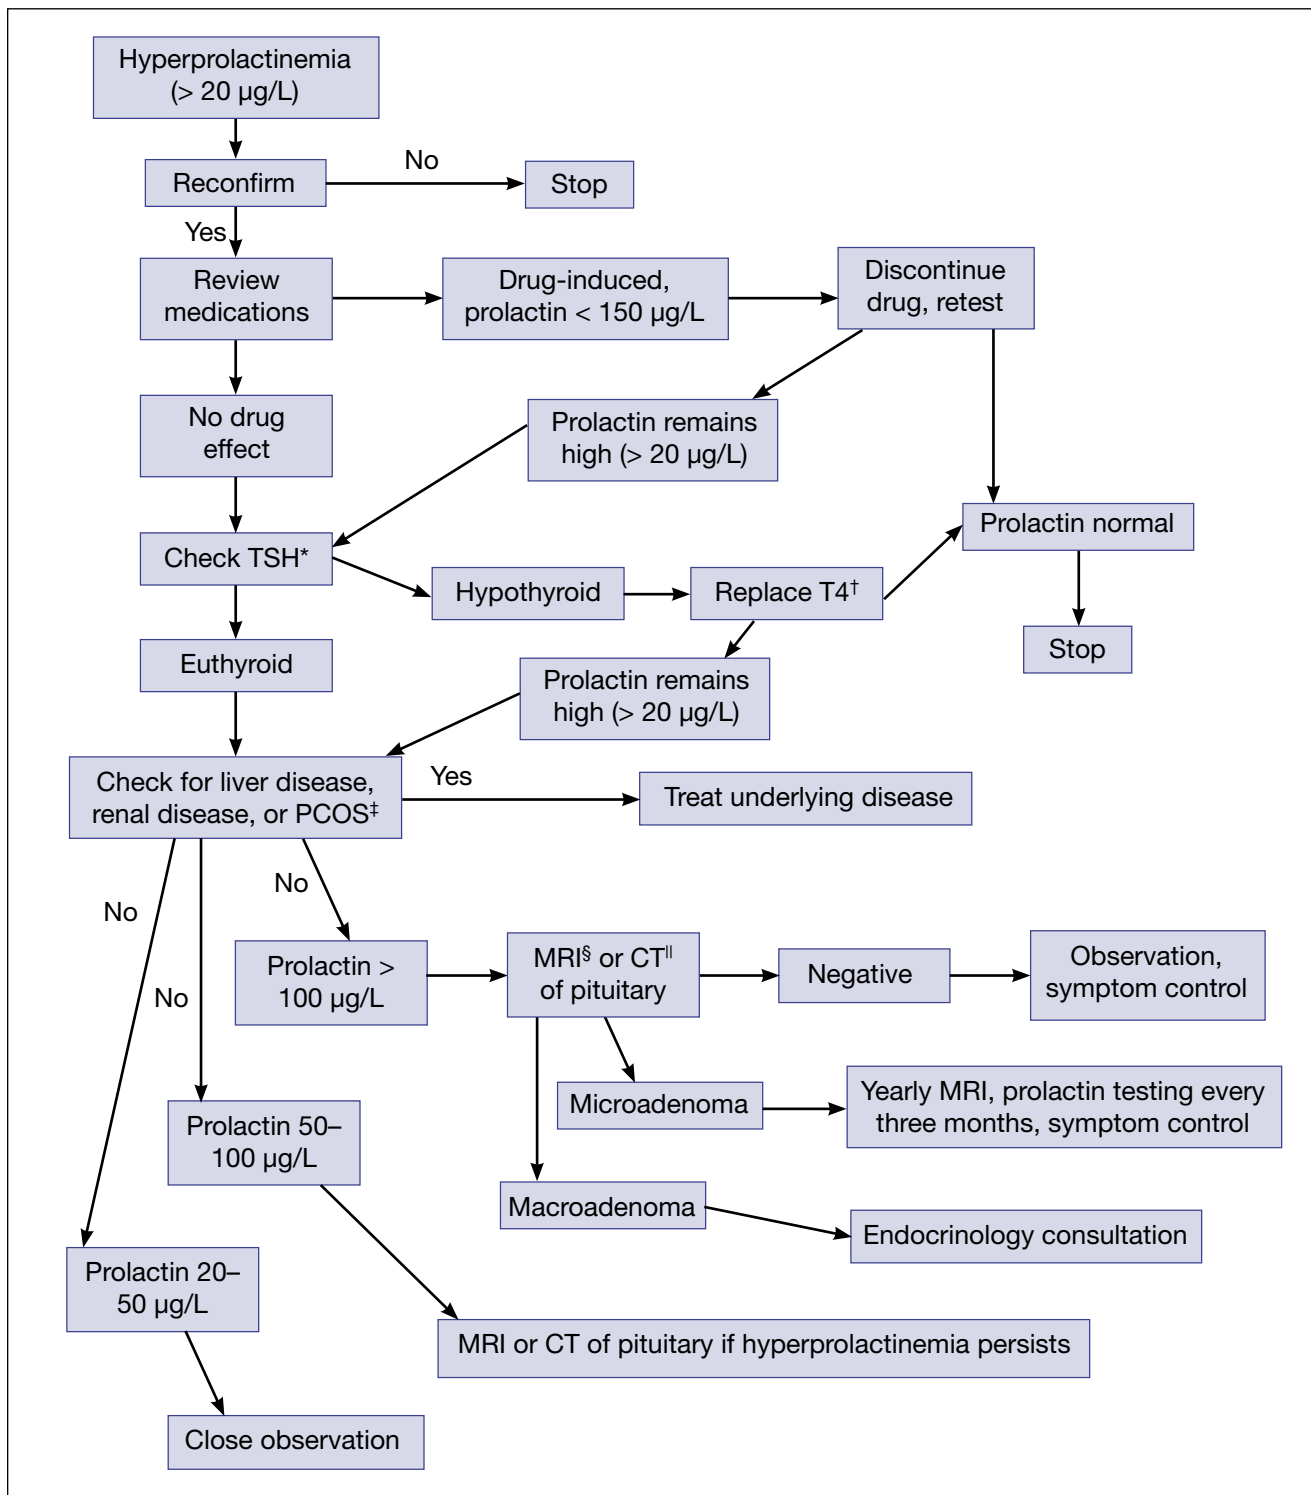 Hyperprolactinemia
(> 20 µg/L)
Reconfirm
No
Stop
Yes
Review
medications
Drug-induced,
prolactin < 150 µg/L
Discontinue
drug, retest
No drug
effect
Prolactin remains
high (> 20 µg/L)
Prolactin normal
Check TSH*
Hypothyroid
Replace T4†
Stop
Euthyroid
Prolactin remains
high (> 20 µg/L)
Check for liver disease,
renal disease, or PCOS‡
Yes
Treat underlying disease
No
No
No
Prolactin >
100 µg/L
MRI§ or CT||
of pituitary
Negative
Observation,
symptom control
Microadenoma
Yearly MRI, prolactin testing every
three months, symptom control
Prolactin 50–
100 µg/L
Macroadenoma
Endocrinology consultation
Prolactin 20–
50 µg/L
MRI or CT of pituitary if hyperprolactinemia persists
Close observation